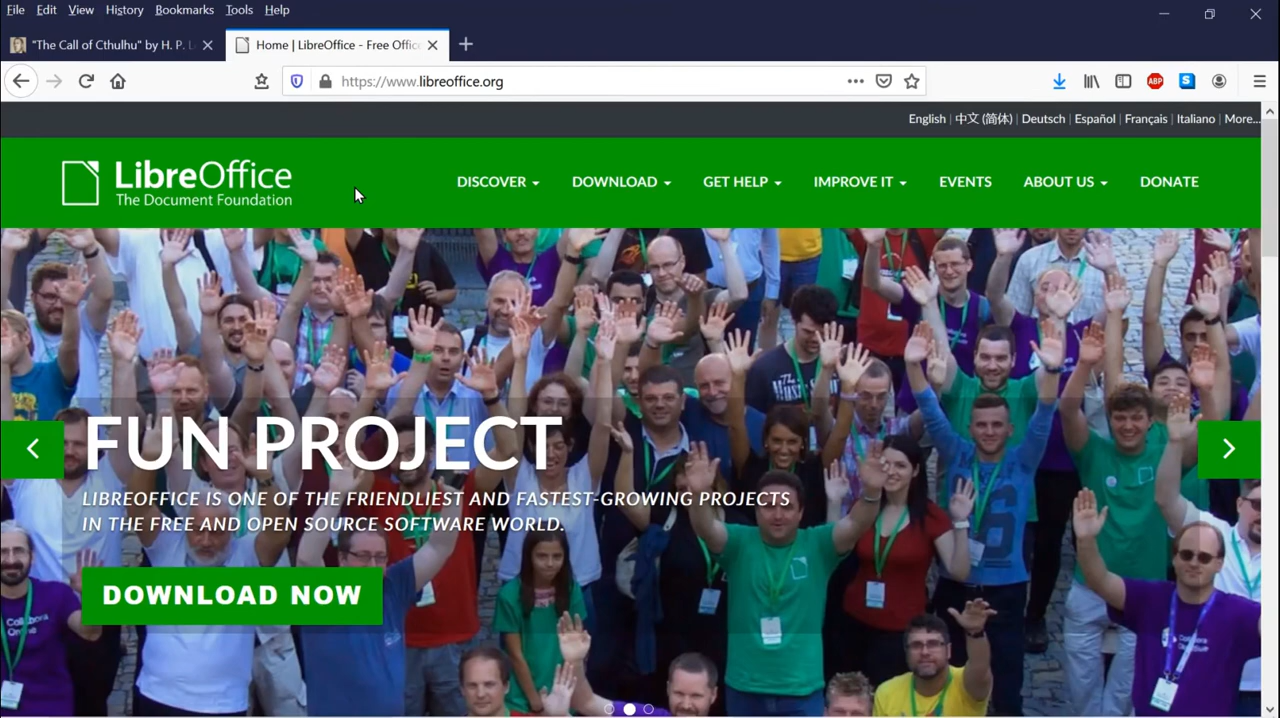 File Edit View History Bookmarks Tools Help
"The Call of Cthulhu" by H. P. L
Home | LibreOffice - Free Office
https://www.libreoffice.org
ABP
S
English | 中文 (简体) | Deutsch | Español | Français | Italiano | More...
LibreOffice
The Document Foundation
DISCOVER DOWNLOAD GET HELP IMPROVE IT EVENTS ABOUT US DONATE
FUN PROJECT
LIBREOFFICE IS ONE OF THE FRIENDLIEST AND FASTEST-GROWING PROJECTS
IN THE FREE AND OPEN SOURCE SOFTWARE WORLD.
DOWNLOAD NOW